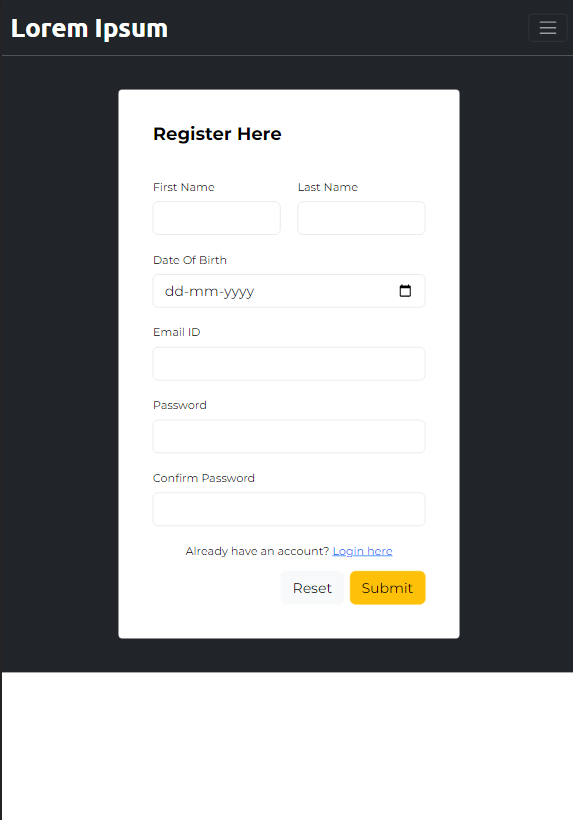 Lorem Ipsum
Register Here
First Name Last Name
Date Of Birth
dd-mm-yyyy
Email ID
Password
Confirm Password
Already have an account? Login here
Reset Submit